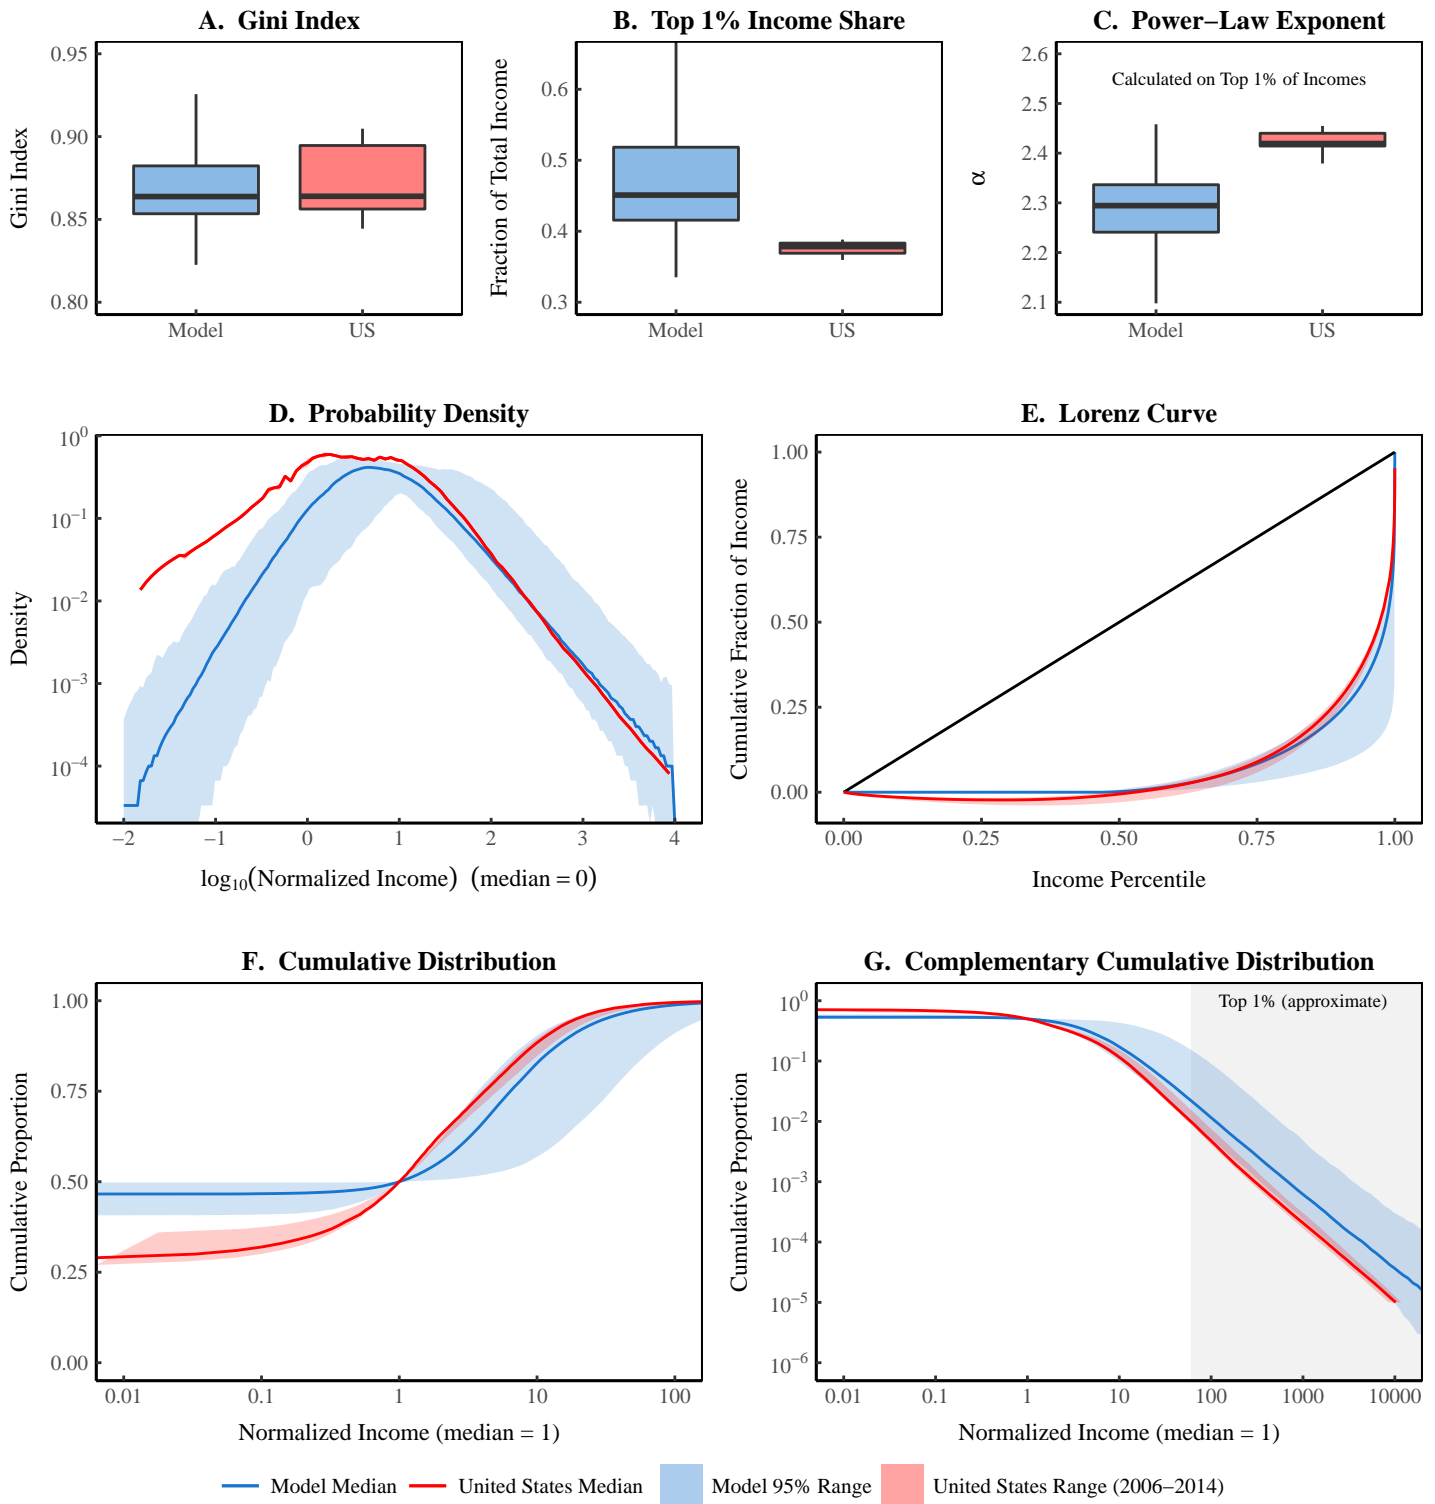 A. Gini Index
Gini Index
0.95
0.90
0.85
0.80
Model
US
B. Top 1% Income Share
Fraction of Total Income
0.6
0.5
0.4
0.3
Model
US
C. Power−Law Exponent
Calculated on Top 1% of Incomes
α
2.6
2.5
2.4
2.3
2.2
2.1
Model
US
D. Probability Density
Density
10⁰
10⁻¹
10⁻²
10⁻³
10⁻⁴
−2 −1 0 1 2 3 4
log₁₀(Normalized Income) (median = 0)
E. Lorenz Curve
Cumulative Fraction of Income
1.00
0.75
0.50
0.25
0.00
0.00 0.25 0.50 0.75 1.00
Income Percentile
F. Cumulative Distribution
Cumulative Proportion
1.00
0.75
0.50
0.25
0.00
0.01 0.1 1 10 100
Normalized Income (median = 1)
G. Complementary Cumulative Distribution
Top 1% (approximate)
Cumulative Proportion
10⁰
10⁻¹
10⁻²
10⁻³
10⁻⁴
10⁻⁵
10⁻⁶
0.01 0.1 1 10 100 1000 10000
Normalized Income (median = 1)
Model Median United States Median Model 95% Range United States Range (2006−2014)